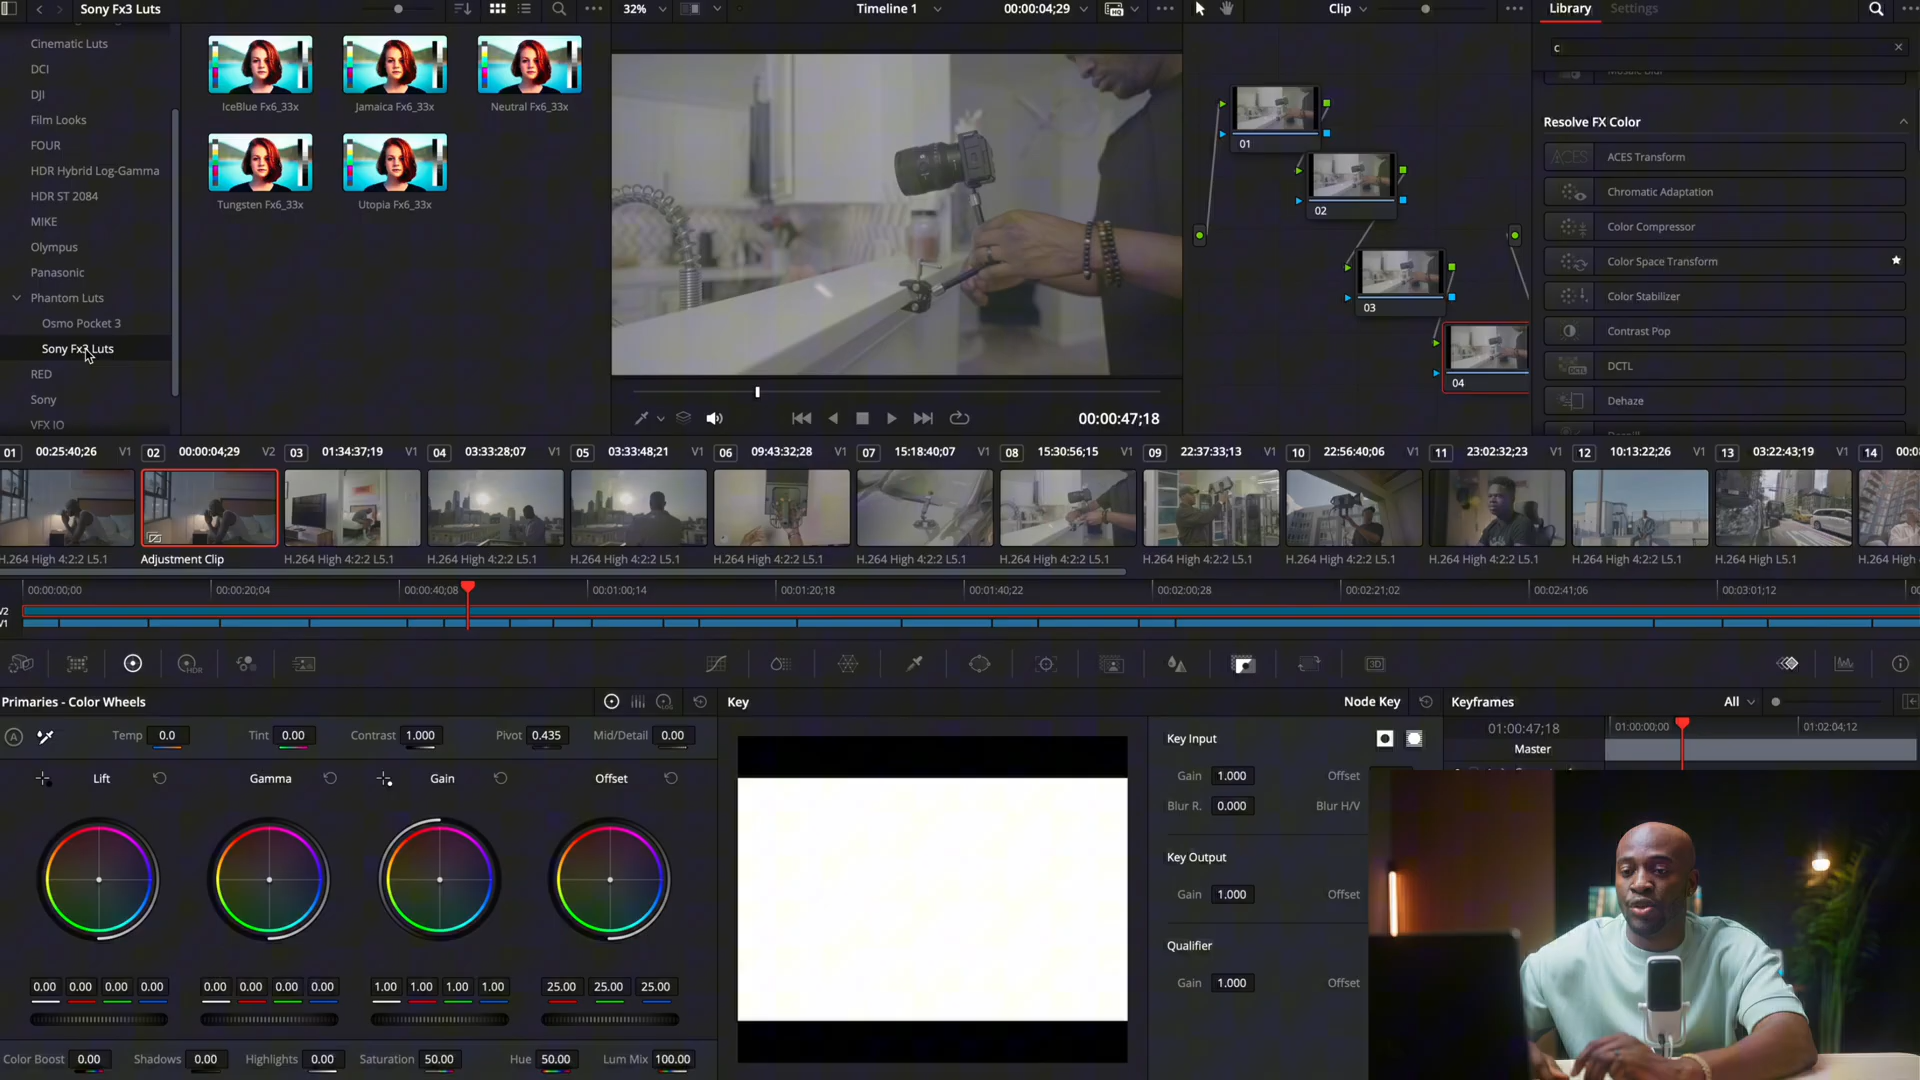 Sony Fx3 Luts
32%
Timeline 1
00:00:04;29
Clip
Library
Settings
Cinematic Luts
DCI
DJI
Film Looks
FOUR
HDR Hybrid Log-Gamma
HDR ST 2084
MIKE
Olympus
Panasonic
Phantom Luts
Osmo Pocket 3
Sony Fx3 Luts
RED
Sony
VFX IO
IceBlue Fx6_33x
Jamaica Fx6_33x
Neutral Fx6_33x
Tungsten Fx6_33x
Utopia Fx6_33x
00:00:47;18
01
02
03
04
c
Mosaic Blur
Resolve FX Color
ACES
ACES Transform
Chromatic Adaptation
Color Compressor
Color Space Transform
Color Stabilizer
Contrast Pop
DCTL
DCTL
Dehaze
01 00:25:40;26 V1
02 00:00:04;29 V2
03 01:34:37;19 V1
04 03:33:28;07 V1
05 03:33:48;21 V1
06 09:43:32;28 V1
07 15:18:40;07 V1
08 15:30:56;15 V1
09 22:37:33;13 V1
10 22:56:40;06 V1
11 23:02:32;23 V1
12 10:13:22;26 V1
13 03:22:43;19 V1
14 00:0
H.264 High 4:2:2 L5.1
Adjustment Clip
H.264 High 4:2:2 L5.1
H.264 High 4:2:2 L5.1
H.264 High 4:2:2 L5.1
H.264 High 4:2:2 L5.1
H.264 High 4:2:2 L5.1
H.264 High 4:2:2 L5.1
H.264 High 4:2:2 L5.1
H.264 High 4:2:2 L5.1
H.264 High 4:2:2 L5.1
H.264 High 4:2:2 L5.1
H.264 High L5.1
H.264 H
00:00:00;00
00:00:20;04
00:00:40;08
00:01:00;14
00:01:20;18
00:01:40;22
00:02:00;28
00:02:21;02
00:02:41;06
00:03:01;12
V2
V1
HDR
3D
Primaries - Color Wheels
LOG
Key
Node Key
Keyframes
All
A
Temp 0.0
Tint 0.00
Contrast 1.000
Pivot 0.435
Mid/Detail 0.00
Lift
Gamma
Gain
Offset
0.00 0.00 0.00 0.00
0.00 0.00 0.00 0.00
1.00 1.00 1.00 1.00
25.00 25.00 25.00
Color Boost 0.00
Shadows 0.00
Highlights 0.00
Saturation 50.00
Hue 50.00
Lum Mix 100.00
Key Input
Gain 1.000 Offset
Blur R. 0.000 Blur H/V
Key Output
Gain 1.000 Offset
Qualifier
Gain 1.000 Offset
01:00:47;18
01:00:00;00
01:02:04;12
Master